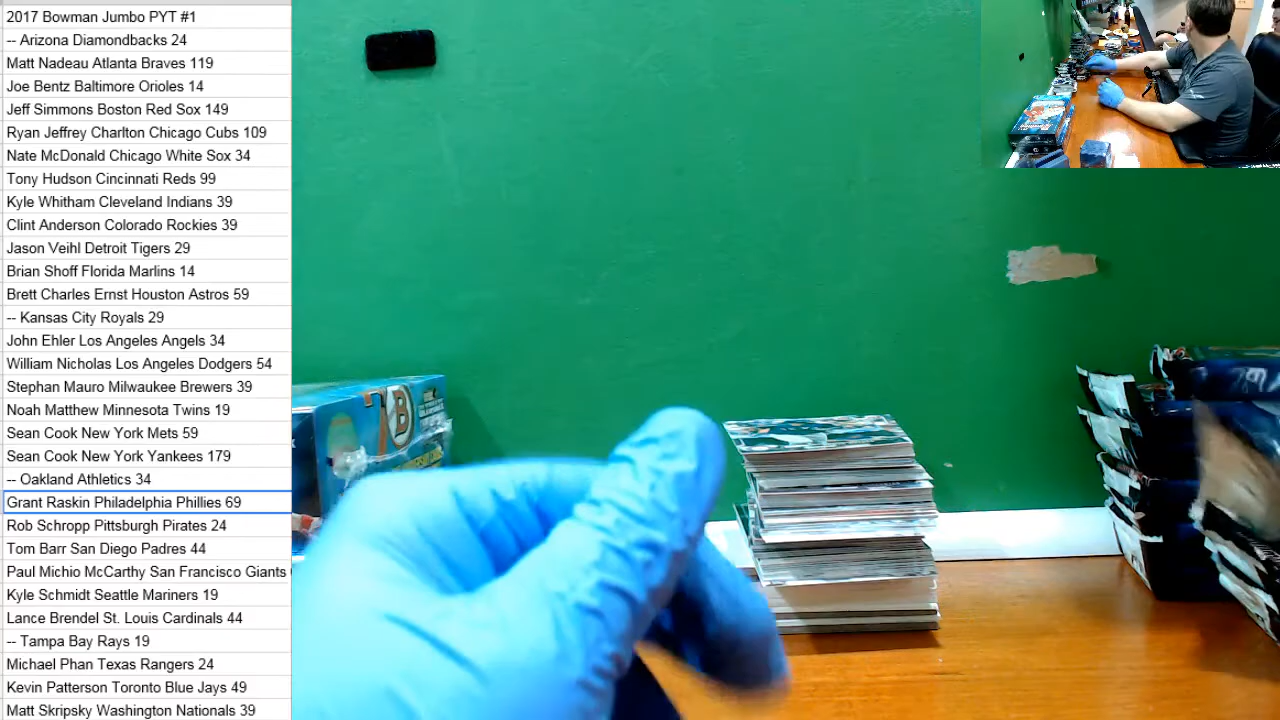 2017 Bowman Jumbo PYT #1
-- Arizona Diamondbacks 24
Matt Nadeau Atlanta Braves 119
Joe Bentz Baltimore Orioles 14
Jeff Simmons Boston Red Sox 149
Ryan Jeffrey Charlton Chicago Cubs 109
Nate McDonald Chicago White Sox 34
Tony Hudson Cincinnati Reds 99
Kyle Whitham Cleveland Indians 39
Clint Anderson Colorado Rockies 39
Jason Veihl Detroit Tigers 29
Brian Shoff Florida Marlins 14
Brett Charles Ernst Houston Astros 59
-- Kansas City Royals 29
John Ehler Los Angeles Angels 34
William Nicholas Los Angeles Dodgers 54
Stephan Mauro Milwaukee Brewers 39
Noah Matthew Minnesota Twins 19
Sean Cook New York Mets 59
Sean Cook New York Yankees 179
-- Oakland Athletics 34
Grant Raskin Philadelphia Phillies 69
Rob Schropp Pittsburgh Pirates 24
Tom Barr San Diego Padres 44
Paul Michio McCarthy San Francisco Giants
Kyle Schmidt Seattle Mariners 19
Lance Brendel St. Louis Cardinals 44
-- Tampa Bay Rays 19
Michael Phan Texas Rangers 24
Kevin Patterson Toronto Blue Jays 49
Matt Skripsky Washington Nationals 39
B